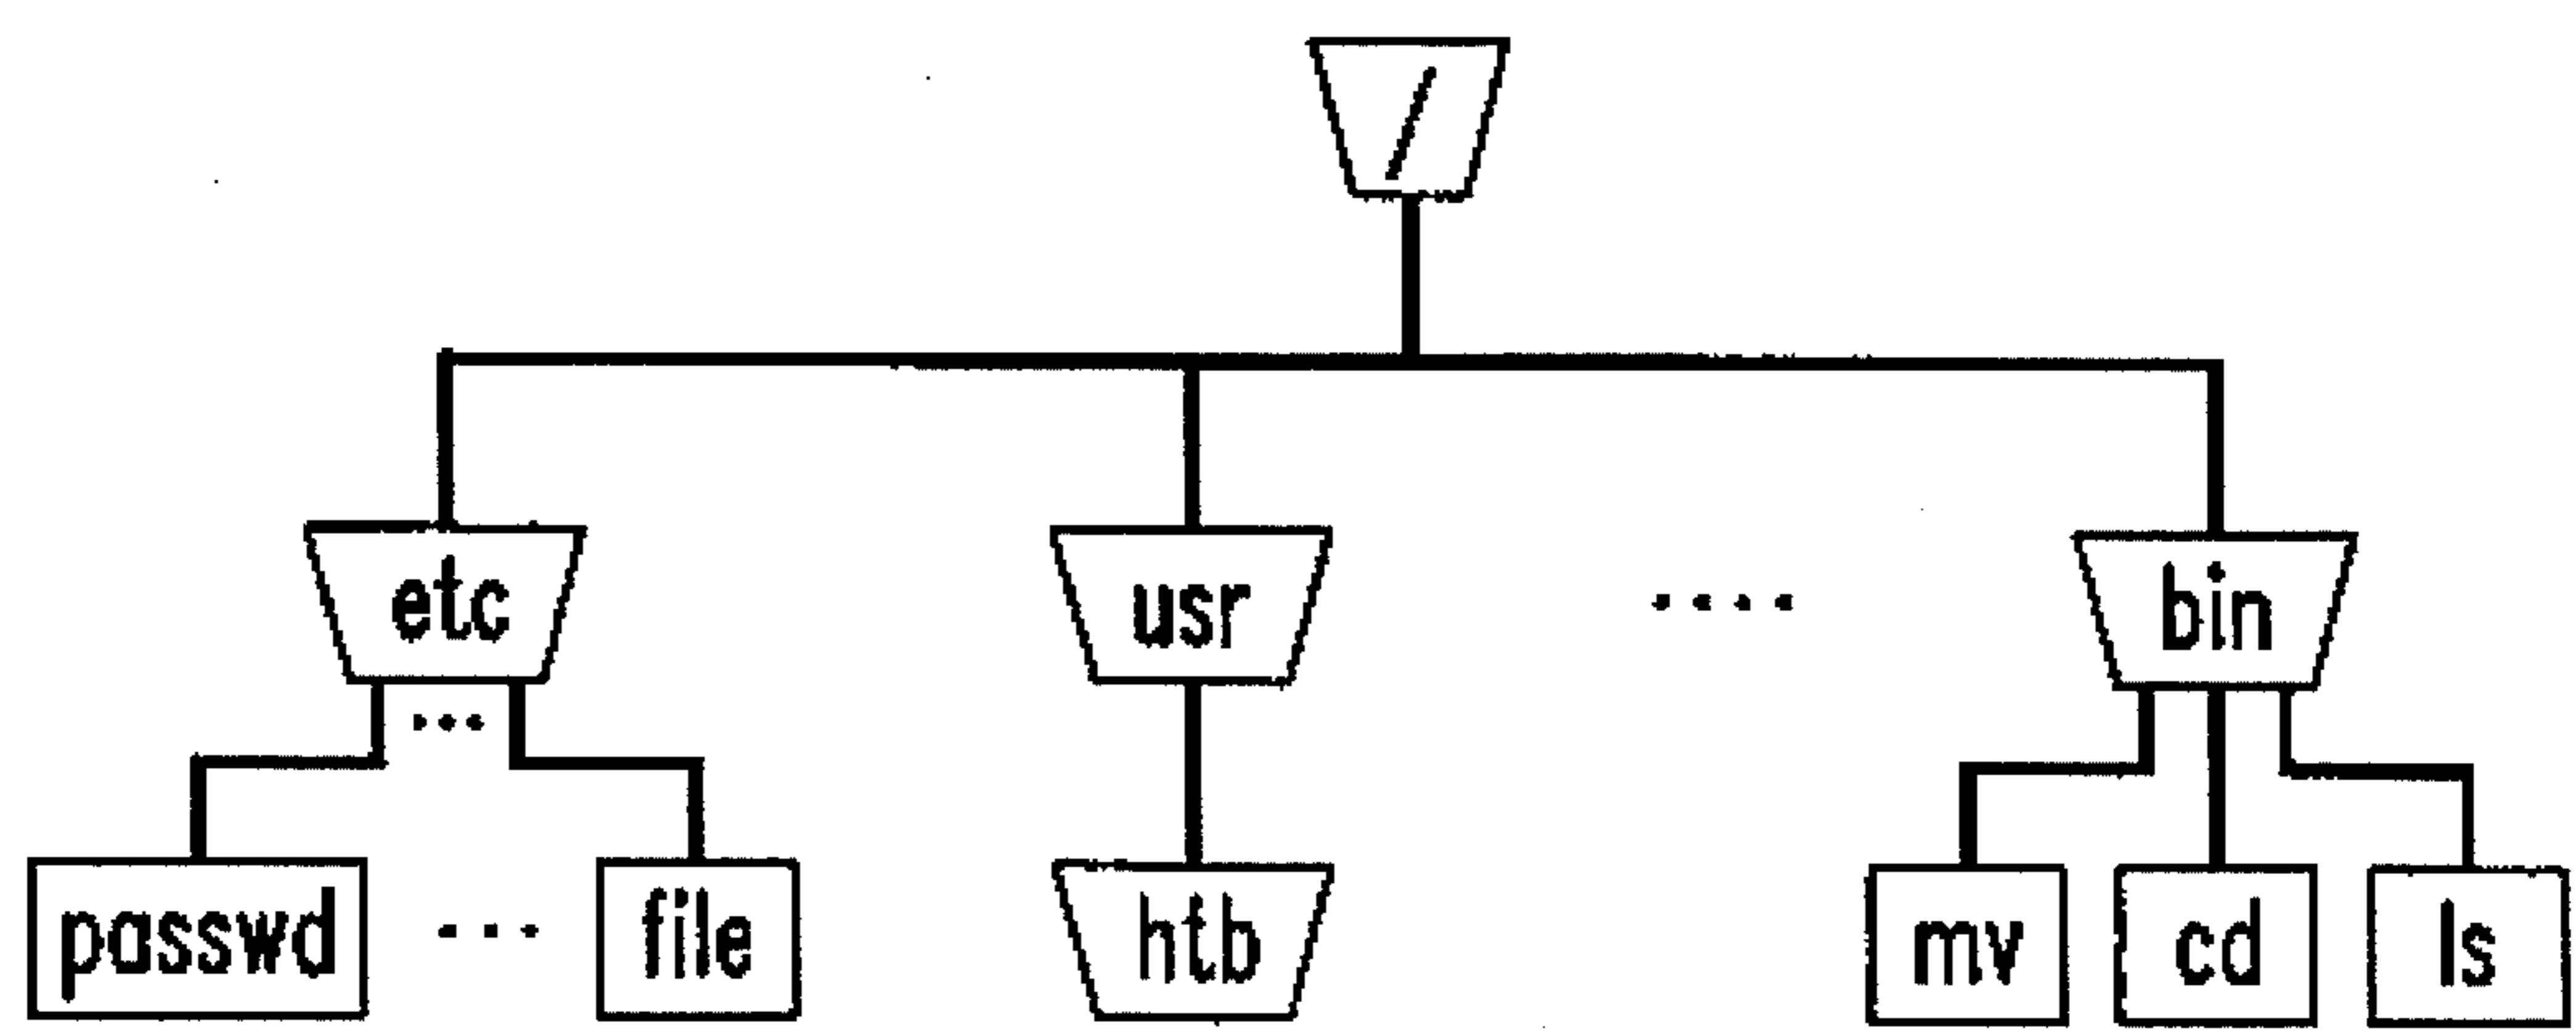 /
etc
usr
....
bin
...
passwd
...
file
htb
mv
cd
ls